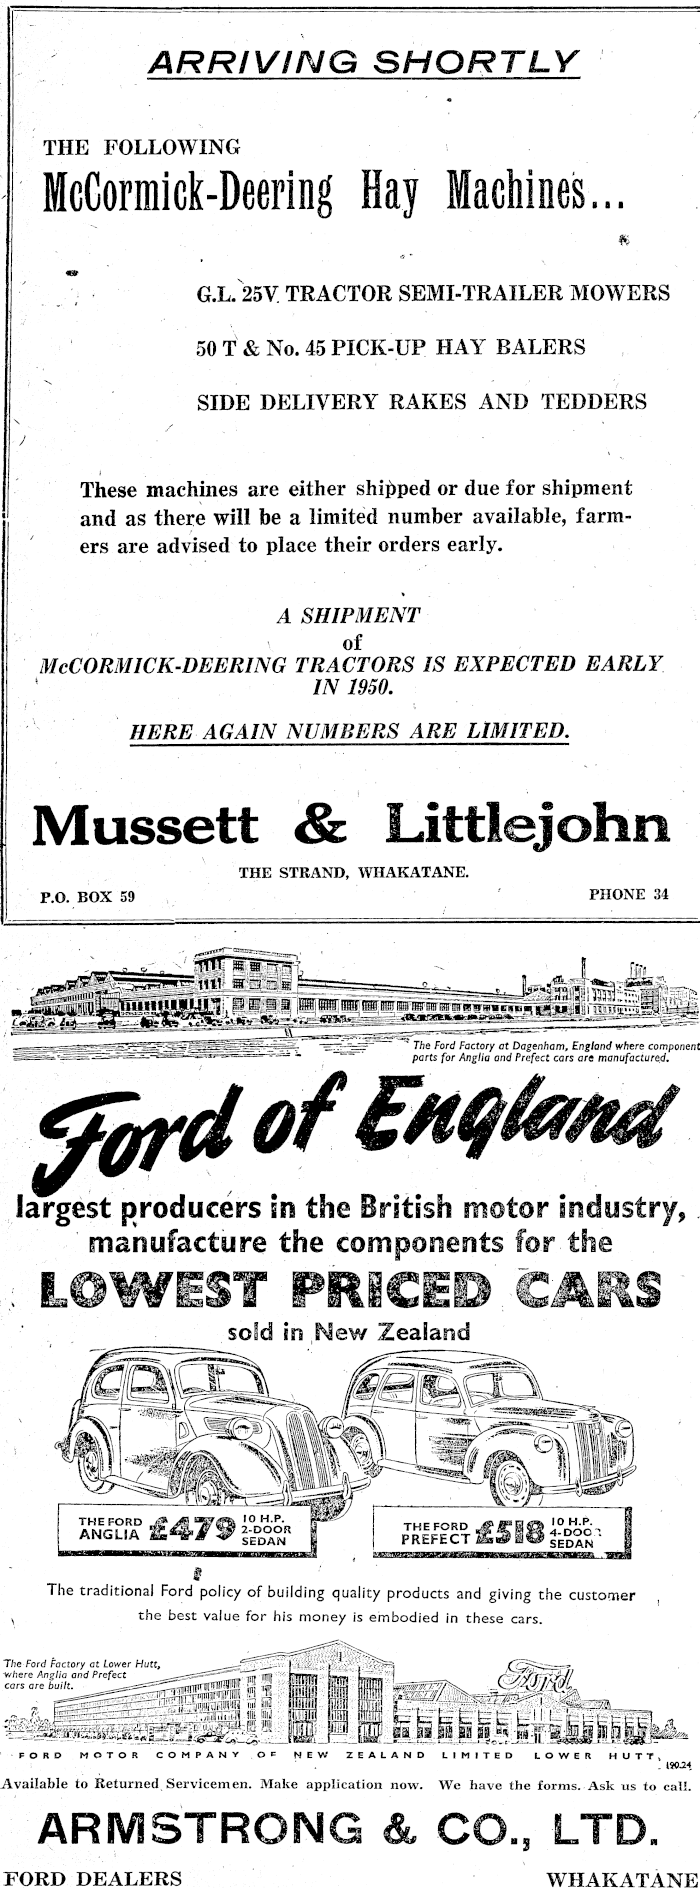 ARRIVING SHORTLY
THE FOLLOWING
McCormick-Deering Hay Machines...
G.L. 25V. TRACTOR SEMI-TRAILER MOWERS
50 T & No. 45 PICK-UP HAY BALERS
SIDE DELIVERY RAKES AND TEDDERS
These machines are either shipped or due for shipment
and as there will be a limited number available, farm-
ers are advised to place their orders early.
A SHIPMENT
of
McCORMICK-DEERING TRACTORS IS EXPECTED EARLY
IN 1950.
HERE AGAIN NUMBERS ARE LIMITED.
Mussett & Littlejohn
THE STRAND, WHAKATANE.
P.O. BOX 59 PHONE 34
The Ford Factory at Dagenham, England where component
parts for Anglia and Prefect cars are manufactured.
Ford of England
largest producers in the British motor industry,
manufacture the components for the
LOWEST PRICED CARS
sold in New Zealand
THE FORD ANGLIA £479 10 H.P. 2-DOOR SEDAN
THE FORD PREFECT £518 10 H.P. 4-DOOR SEDAN
The traditional Ford policy of building quality products and giving the customer
the best value for his money is embodied in these cars.
The Ford Factory at Lower Hutt,
where Anglia and Prefect
cars are built.
Ford
FORD MOTOR COMPANY OF NEW ZEALAND LIMITED LOWER HUTT.
190.24
Available to Returned Servicemen. Make application now. We have the forms. Ask us to call.
ARMSTRONG & CO., LTD.
FORD DEALERS WHAKATANE